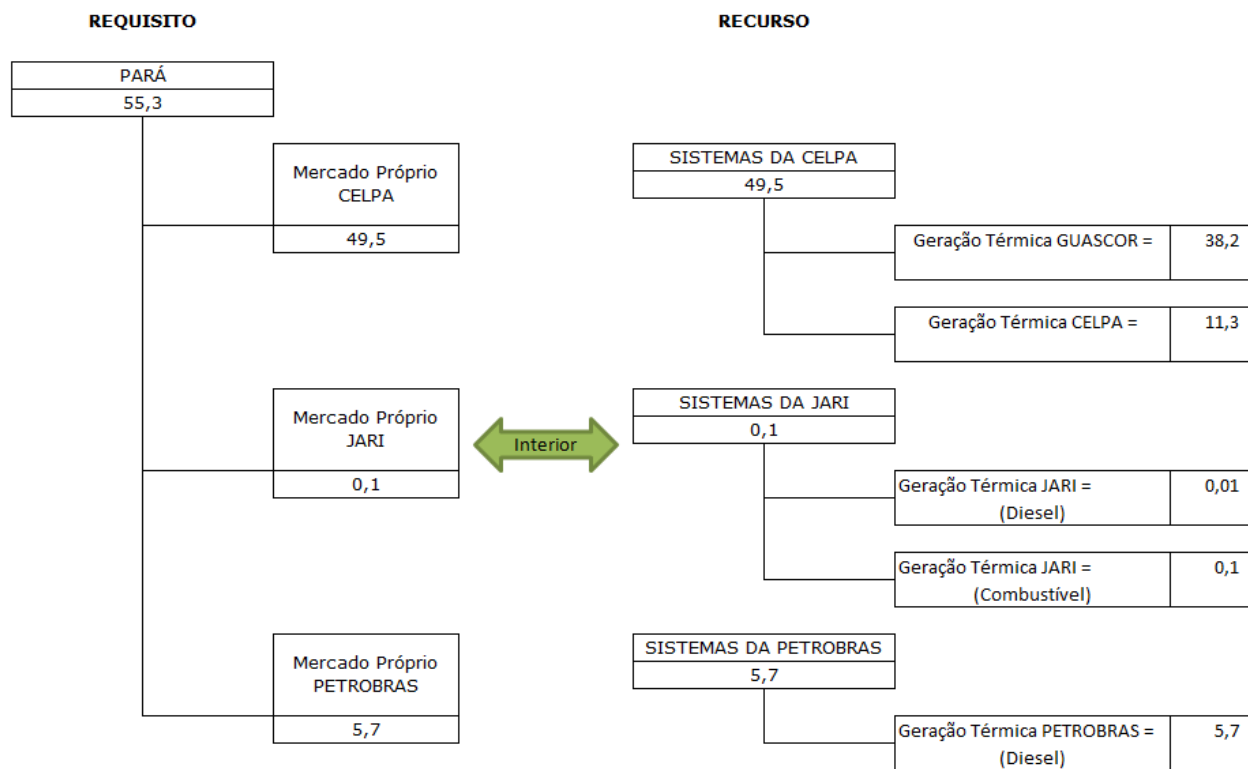 REQUISITO
RECURSO
PARÁ
55,3
Mercado Próprio
CELPA
49,5
SISTEMAS DA CELPA
49,5
Geração Térmica GUASCOR =
38,2
Geração Térmica CELPA =
11,3
Mercado Próprio
JARI
0,1
Interior
SISTEMAS DA JARI
0,1
Geração Térmica JARI =
(Diesel)
0,01
Geração Térmica JARI =
(Combustível)
0,1
Mercado Próprio
PETROBRAS
5,7
SISTEMAS DA PETROBRAS
5,7
Geração Térmica PETROBRAS =
(Diesel)
5,7